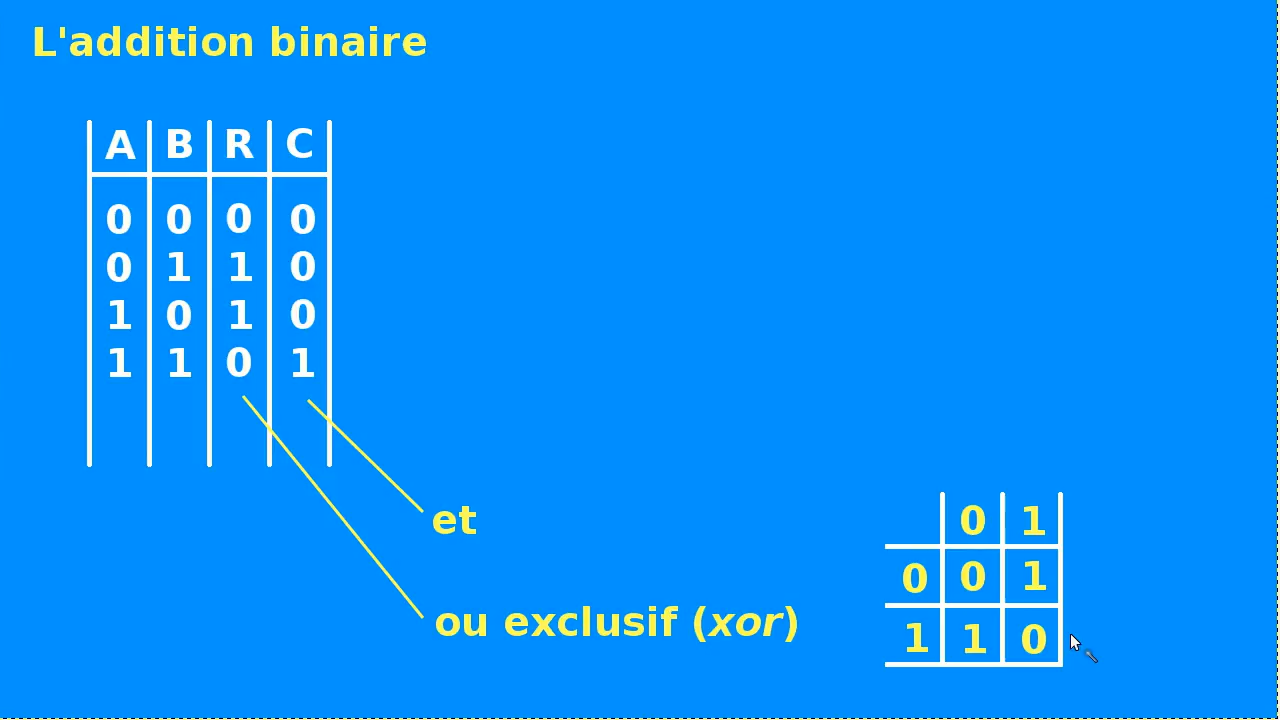 L'addition binaire
A B R C
0 0 0 0
0 1 1 0
1 0 1 0
1 1 0 1
et
ou exclusif (xor)
0 1
0 0 1
1 1 0